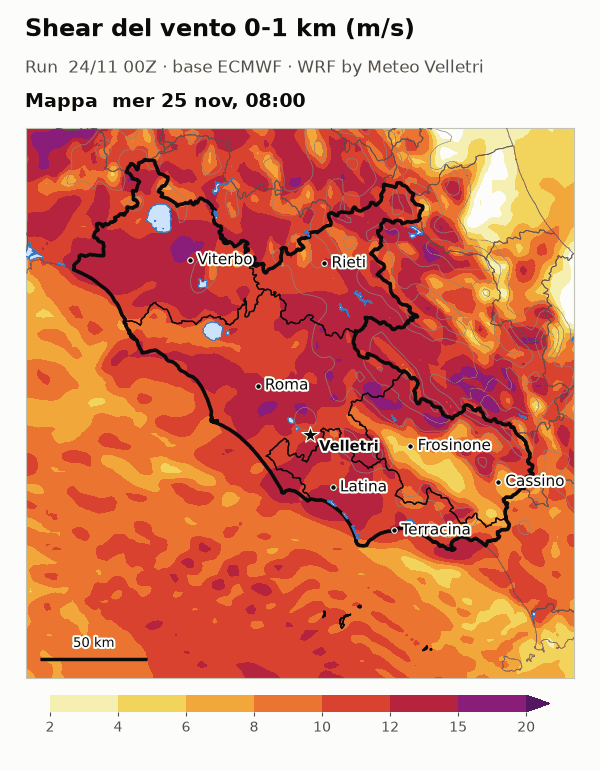 Shear del vento 0-1 km (m/s)
Run  24/11 00Z · base ECMWF · WRF by Meteo Velletri
Mappa  mer 25 nov, 08:00
Viterbo
Rieti
Roma
Velletri
Frosinone
Latina
Cassino
Terracina
50 km
2 4 6 8 10 12 15 20